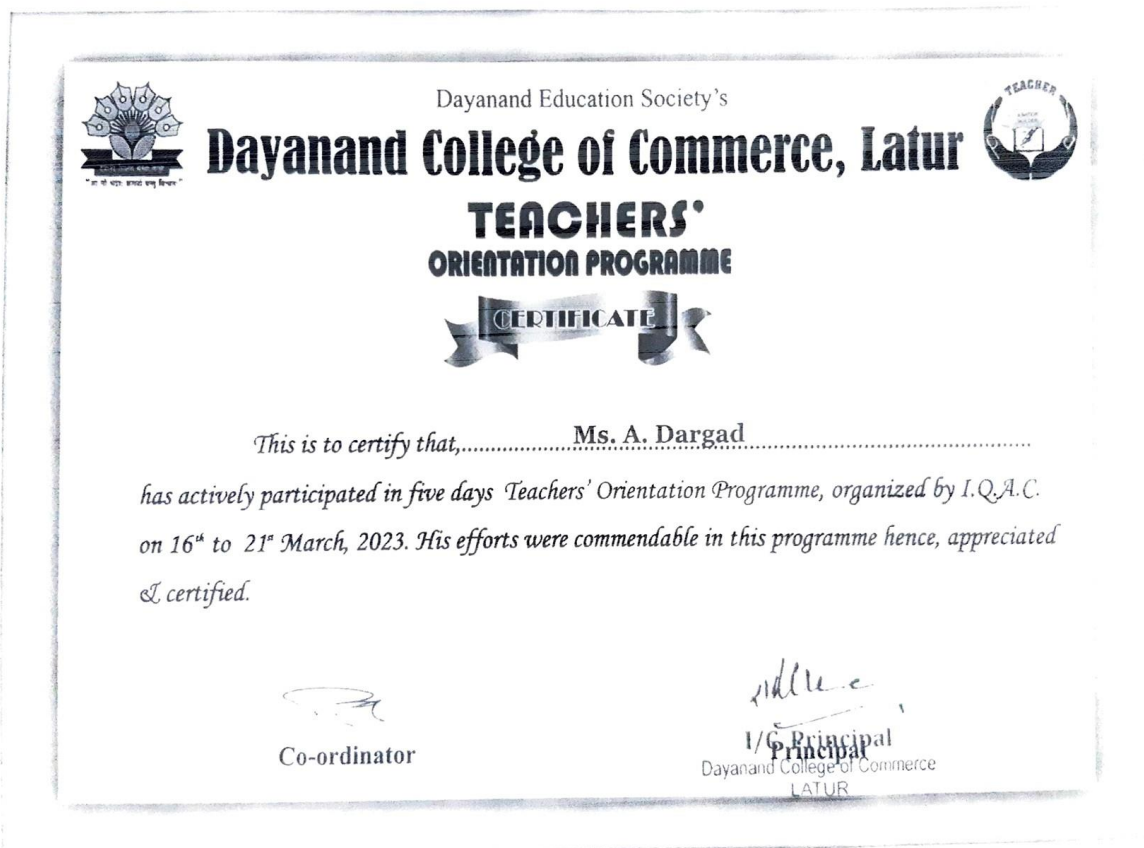 Dayanand Education Society's
Dayanand College of Commerce, Latur
TEACHER
TEACHERS'
ORIENTATION PROGRAMME
CERTIFICATE
This is to certify that,..................Ms. A. Dargad..............................................
has actively participated in five days Teachers' Orientation Programme, organized by I.Q.A.C.
on 16th to 21st March, 2023. His efforts were commendable in this programme hence, appreciated
& certified.
Co-ordinator
I/C Principal
Principal
Dayanand College of Commerce
LATUR